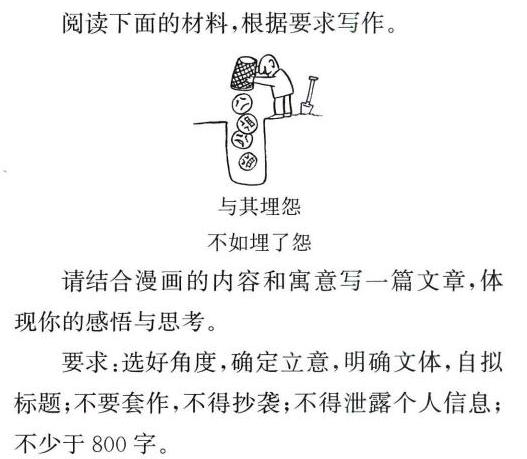 阅读下面的材料,根据要求写作。
与其埋怨
不如埋了怨
请结合漫画的内容和寓意写一篇文章,体
现你的感悟与思考。
要求:选好角度,确定立意,明确文体,自拟
标题;不要套作,不得抄袭;不得泄露个人信息;
不少于 800 字。